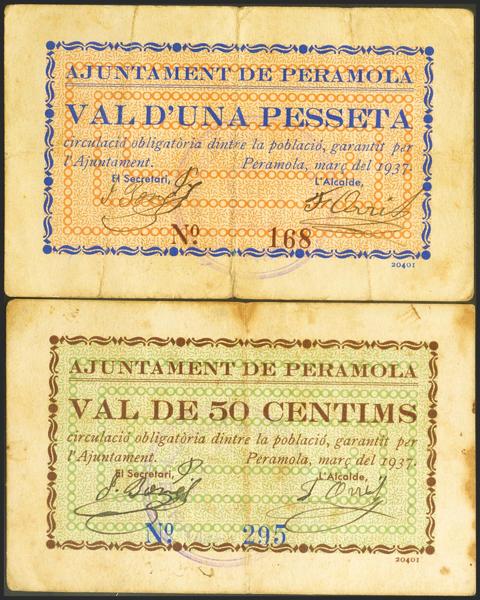 AJUNTAMENT DE PERAMOLA
VAL D'UNA PESSETA
circulació obligatòria dintre la població, garantit per
l'Ajuntament. Peramola, març del 1937.
El Secretari, L'Alcalde,
Nº 168
20401
AJUNTAMENT DE PERAMOLA
VAL DE 50 CENTIMS
circulació obligatòria dintre la població, garantit per
l'Ajuntament. Peramola, març del 1937.
El Secretari, L'Alcalde,
Nº 295
20401